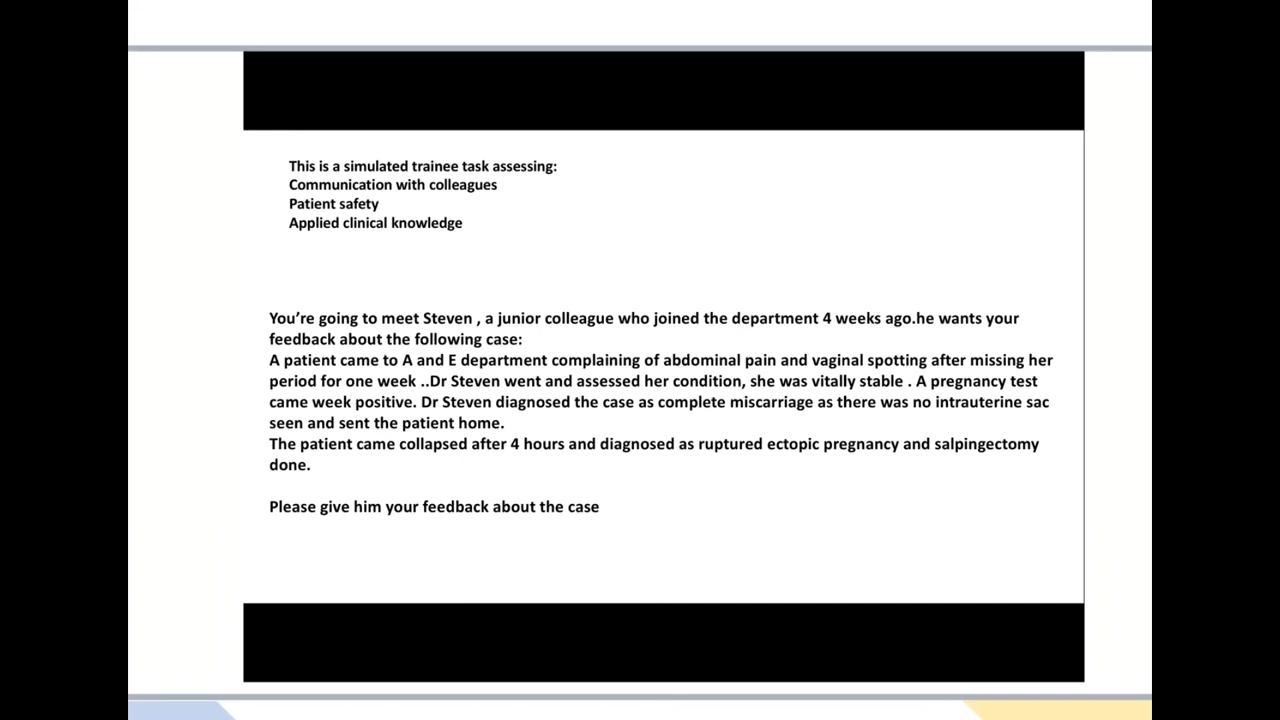 This is a simulated trainee task assessing:
Communication with colleagues
Patient safety
Applied clinical knowledge
You're going to meet Steven , a junior colleague who joined the department 4 weeks ago.he wants your
feedback about the following case:
A patient came to A and E department complaining of abdominal pain and vaginal spotting after missing her
period for one week ..Dr Steven went and assessed her condition, she was vitally stable . A pregnancy test
came week positive. Dr Steven diagnosed the case as complete miscarriage as there was no intrauterine sac
seen and sent the patient home.
The patient came collapsed after 4 hours and diagnosed as ruptured ectopic pregnancy and salpingectomy
done.
Please give him your feedback about the case